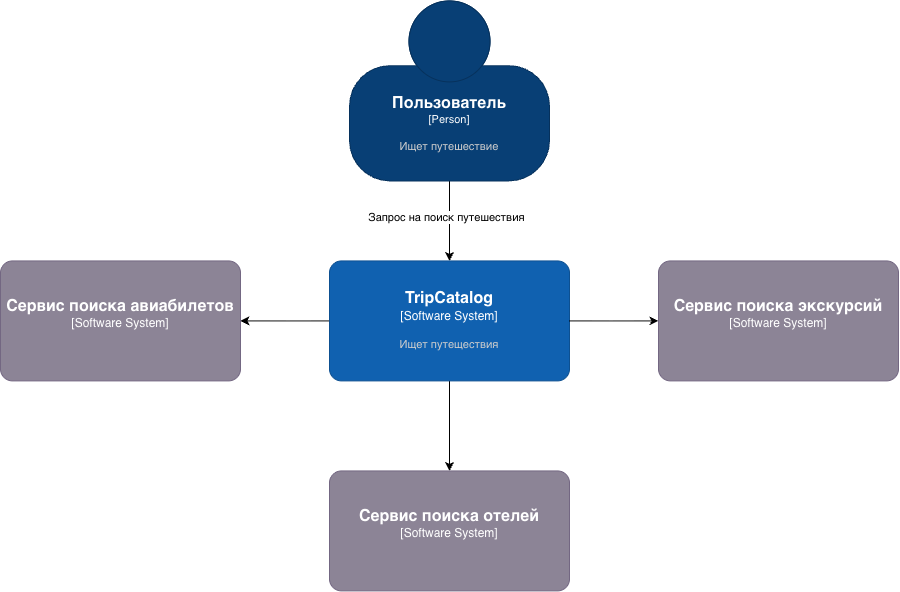 Пользователь
[Person]
Ищет путешествие
Запрос на поиск путешествия
Сервис поиска авиабилетов
[Software System]
TripCatalog
[Software System]
Ищет путеществия
Сервис поиска экскурсий
[Software System]
Сервис поиска отелей
[Software System]